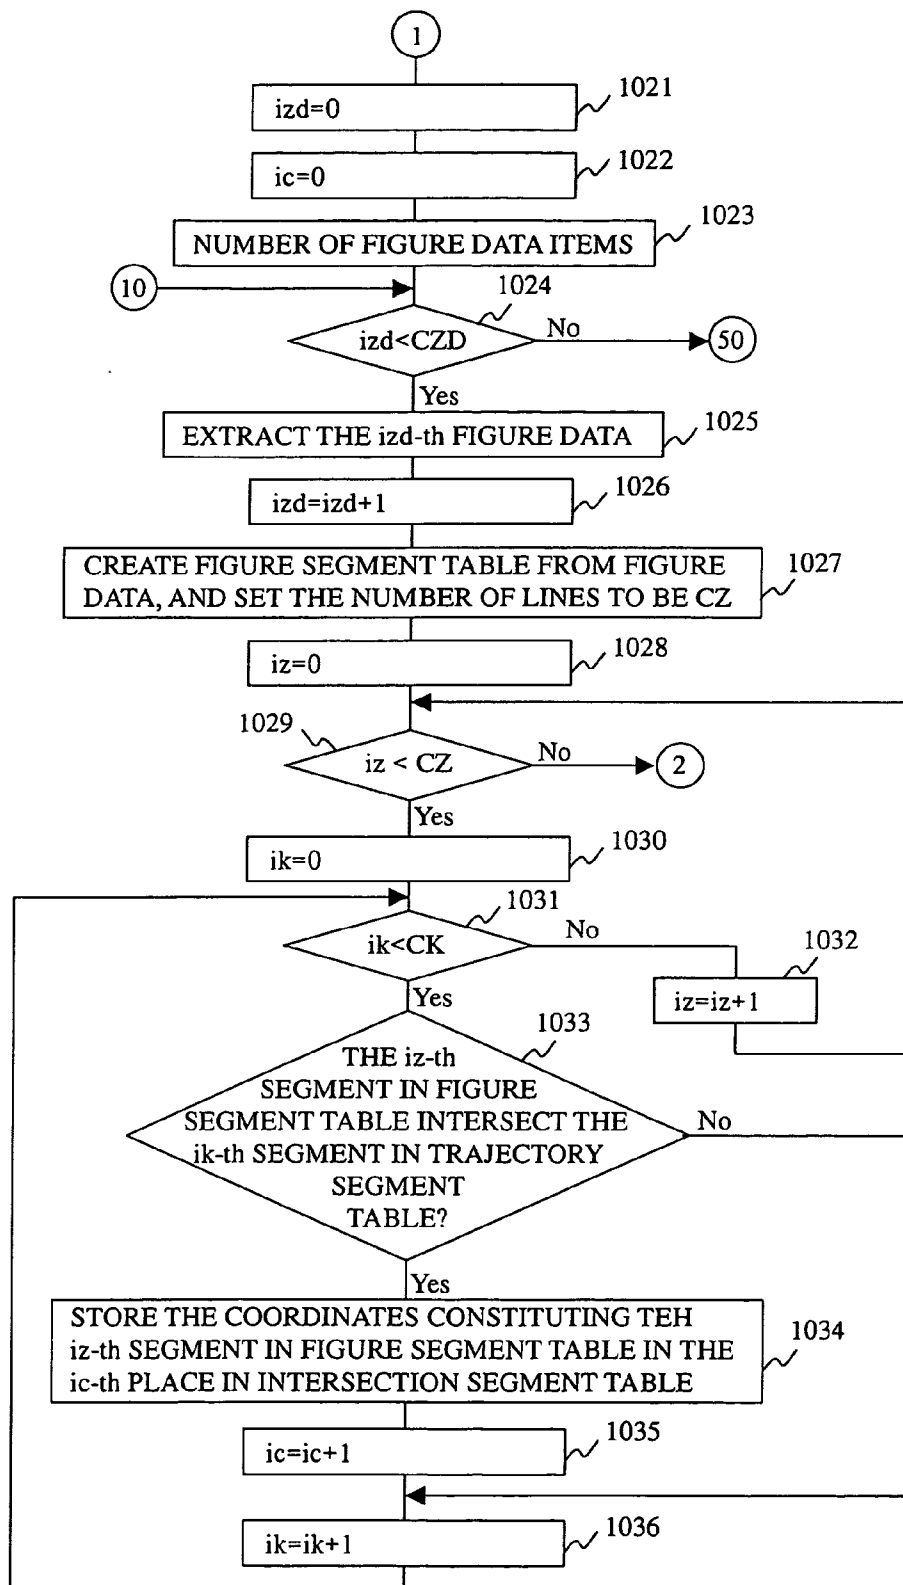 1
izd=0
1021
ic=0
1022
NUMBER OF FIGURE DATA ITEMS
1023
10
1024
izd<CZD
No
50
Yes
EXTRACT THE izd-th FIGURE DATA
1025
izd=izd+1
1026
CREATE FIGURE SEGMENT TABLE FROM FIGURE
DATA, AND SET THE NUMBER OF LINES TO BE CZ
1027
iz=0
1028
1029
iz < CZ
No
2
Yes
ik=0
1030
1031
ik<CK
No
1032
iz=iz+1
Yes
1033
THE iz-th
SEGMENT IN FIGURE
SEGMENT TABLE INTERSECT THE
ik-th SEGMENT IN TRAJECTORY
SEGMENT
TABLE?
No
Yes
STORE THE COORDINATES CONSTITUTING TEH
iz-th SEGMENT IN FIGURE SEGMENT TABLE IN THE
ic-th PLACE IN INTERSECTION SEGMENT TABLE
1034
ic=ic+1
1035
ik=ik+1
1036